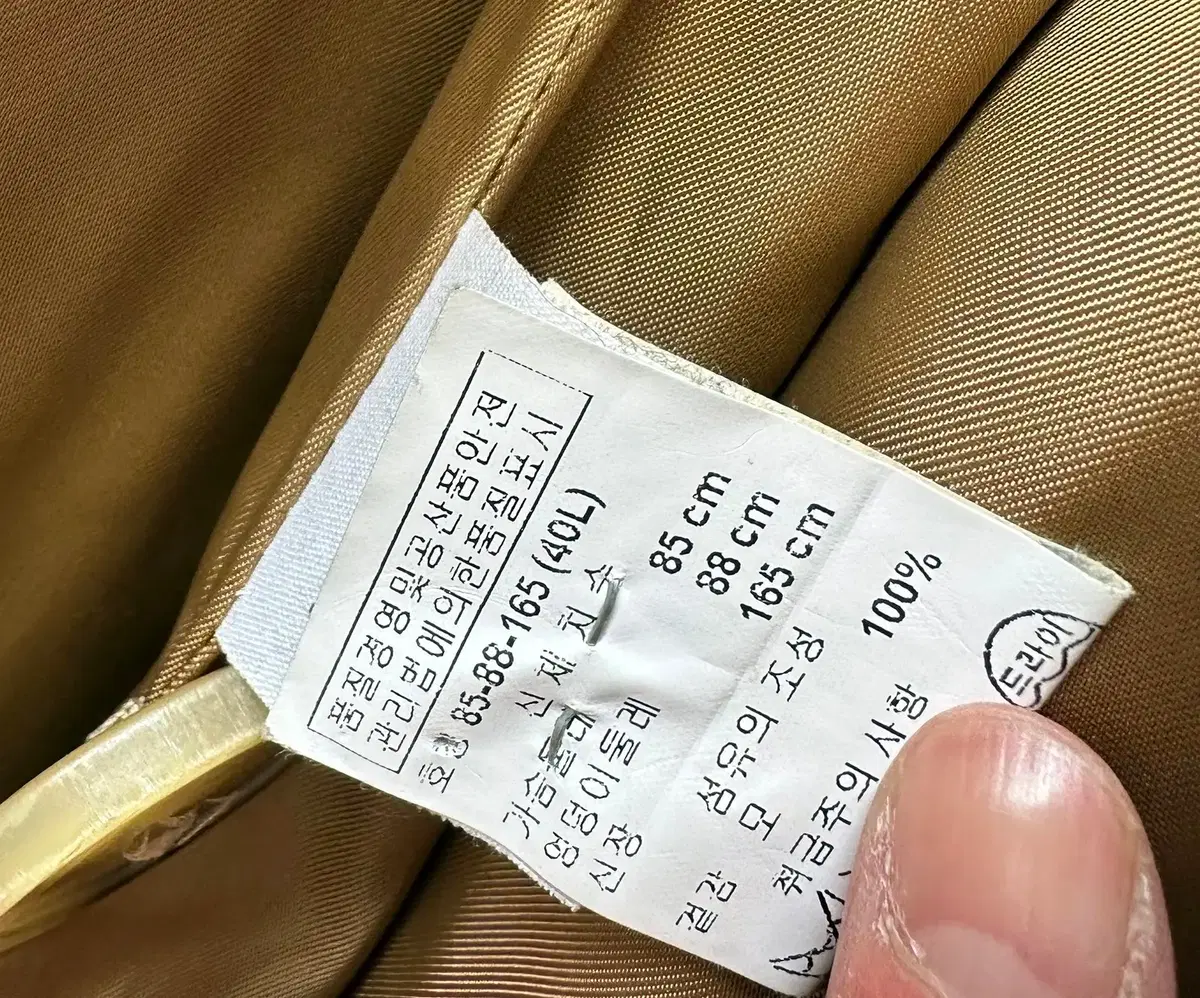 품질경영및공산품안전
관리법에의한품질표시
호칭 85-88-165 (40L)
신 체 치 수
가슴둘레 85 cm
엉덩이둘레 88 cm
신장 165 cm
섬유의 조성
겉감 모 100%
취급주의 사항
드라이